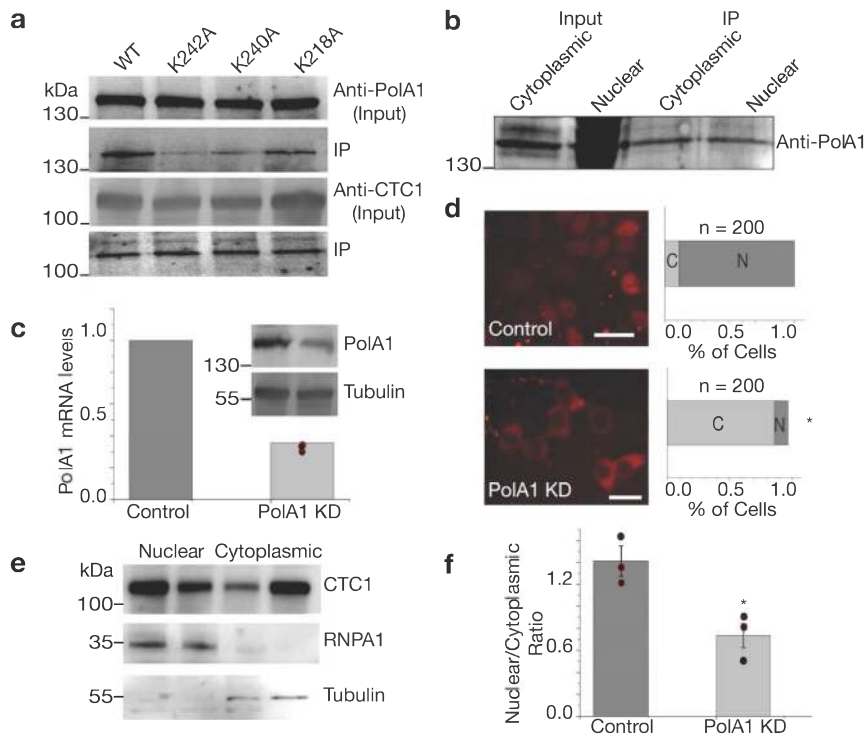 a
WT K242A K240A K218A
kDa
130
Anti-PolA1
(Input)
130
IP
Anti-CTC1
(Input)
100
IP
100
b
Input IP
Cytoplasmic Nuclear Cytoplasmic Nuclear
Anti-PolA1
130
c
PolA1 mRNA levels
1.0
0.5
0.0
Control PolA1 KD
PolA1
130
Tubulin
55
d
Control
n = 200
C N
0.0 0.5 1.0
% of Cells
PolA1 KD
n = 200
C N *
0.0 0.5 1.0
% of Cells
e
Nuclear Cytoplasmic
kDa
CTC1
100
35 RNPA1
55 Tubulin
f
Nuclear/Cytoplasmic
Ratio
1.2
0.6
0.0
*
Control PolA1 KD